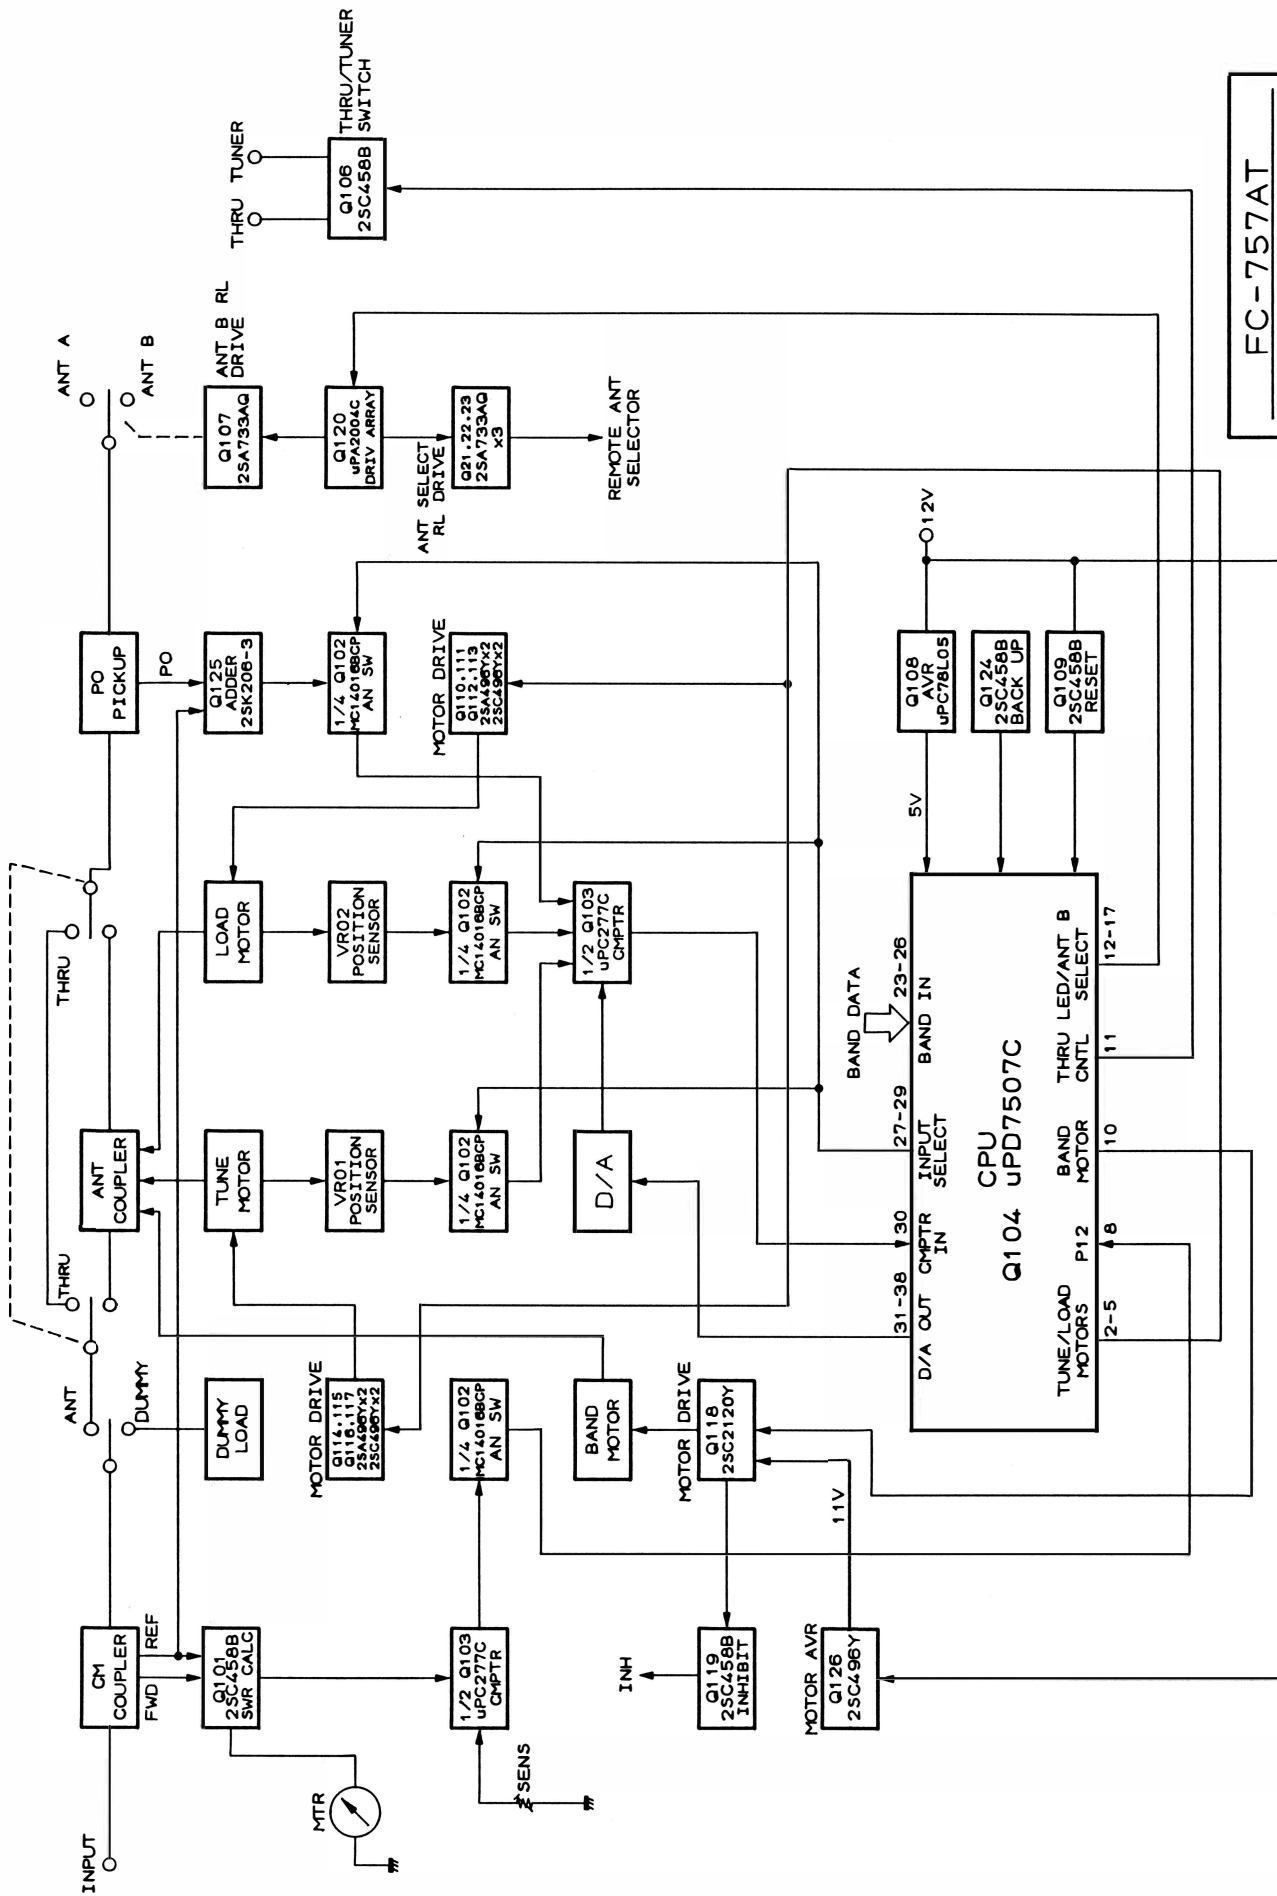 INPUT
CM
COUPLER
FWD
REF
ANT
DUMMY
THRU
ANT
COUPLER
THRU
PO
PICKUP
PO
ANT A
ANT B
MTR
Q101
2SC458B
SWR CALC
DUMMY
LOAD
TUNE
MOTOR
LOAD
MOTOR
Q125
ADDER
2SK208-3
Q107
2SA733AQ
ANT B RL
DRIVE
THRU
TUNER
MOTOR DRIVE
Q114.115
Q116.117
2SA496Yx2
2SC496Yx2
VR01
POSITION
SENSOR
VR02
POSITION
SENSOR
1/4 Q102
MC14016BCP
AN SW
Q120
uPA2004C
DRIV ARRAY
Q106
2SC458B
THRU/TUNER
SWITCH
SENS
1/2 Q103
uPC277C
CMPTR
1/4 Q102
MC14016BCP
AN SW
1/4 Q102
MC14016BCP
AN SW
1/4 Q102
MC14016BCP
AN SW
MOTOR DRIVE
Q110.111
Q112.113
2SA496Yx2
2SC496Yx2
ANT SELECT
RL DRIVE
Q21.22.23
2SA733AQ
x3
BAND
MOTOR
D/A
1/2 Q103
uPC277C
CMPTR
REMOTE ANT
SELECTOR
INH
Q119
2SC458B
INHIBIT
MOTOR DRIVE
Q118
2SC2120Y
MOTOR AVR
Q126
2SC496Y
11V
BAND DATA
31-38
30
27-29
23-26
D/A OUT
CMPTR
IN
INPUT
SELECT
BAND IN
CPU
Q104 uPD7507C
TUNE/LOAD
MOTORS
P12
BAND
MOTOR
THRU
CNTL
LED/ANT B
SELECT
2-5
8
10
11
12-17
5V
Q108
AVR
uPC78L05
12V
Q124
2SC458B
BACK UP
Q109
2SC458B
RESET
FC-757AT